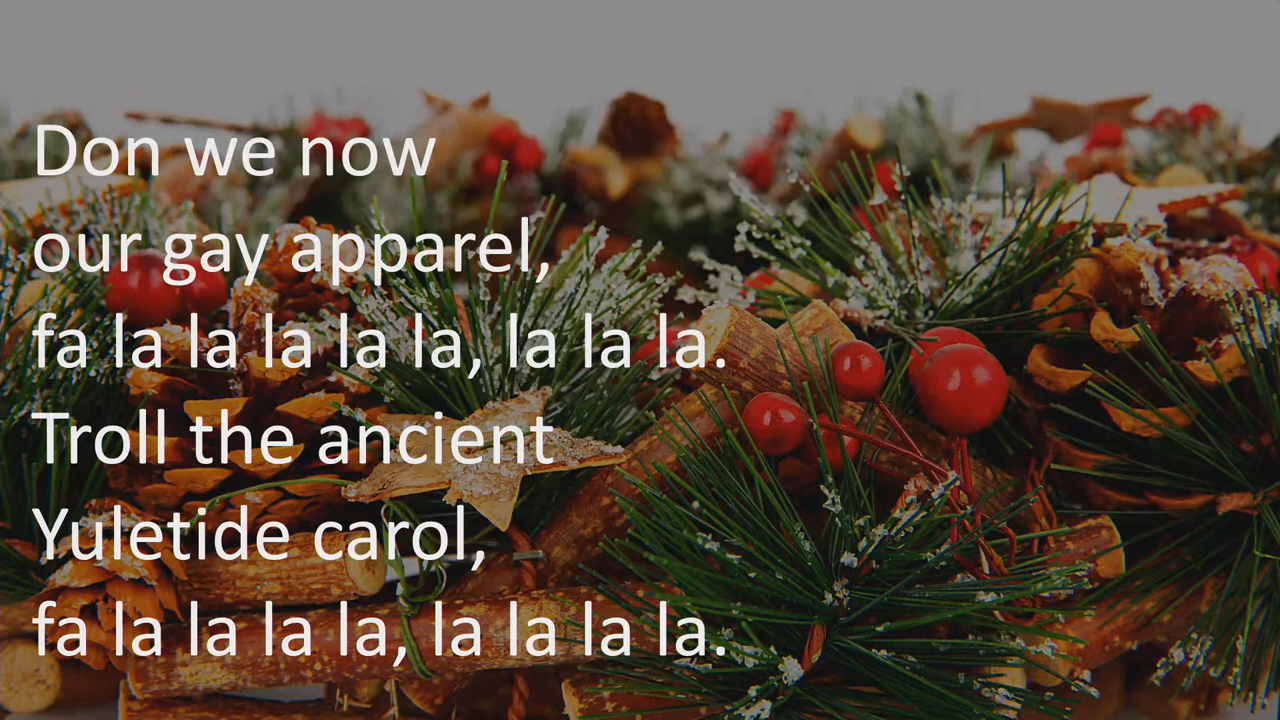 Don we now
our gay apparel,
fa la la la la la, la la la.
Troll the ancient
Yuletide carol,
fa la la la la, la la la la.